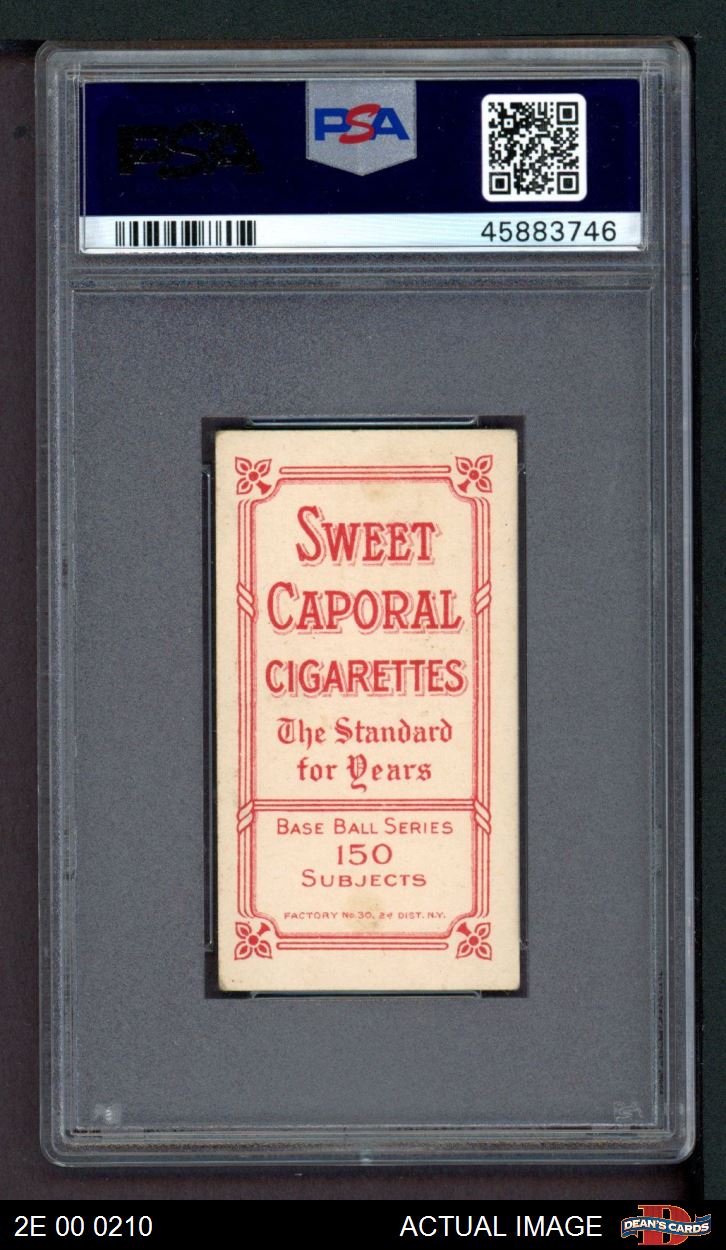 PSA
PSA
45883746
SWEET
CAPORAL
CIGARETTES
The Standard
for Years
BASE BALL SERIES
150
SUBJECTS
FACTORY No. 30, 2d DIST. N.Y.
2E 00 0210
ACTUAL IMAGE
DEAN'S CARDS